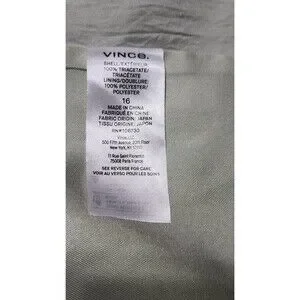 VINCE.
SHELL/EXTÉRIEUR
100% TRIACETATE/
TRIACÉTATE
LINING/DOUBLURE:
100% POLYESTER/
POLYESTER
16
MADE IN CHINA
FABRIQUÉ EN CHINE
FABRIC ORIGIN: JAPAN
TISSU ORIGINE: JAPON
RN#106730
Vince, LLC
500 Fifth Avenue 20th Floor
New York, NY 10110
11 Rue Saint Florentin
75008 Paris France
SEE REVERSE FOR CARE
VOIR AU VERSO POUR LES SOINS